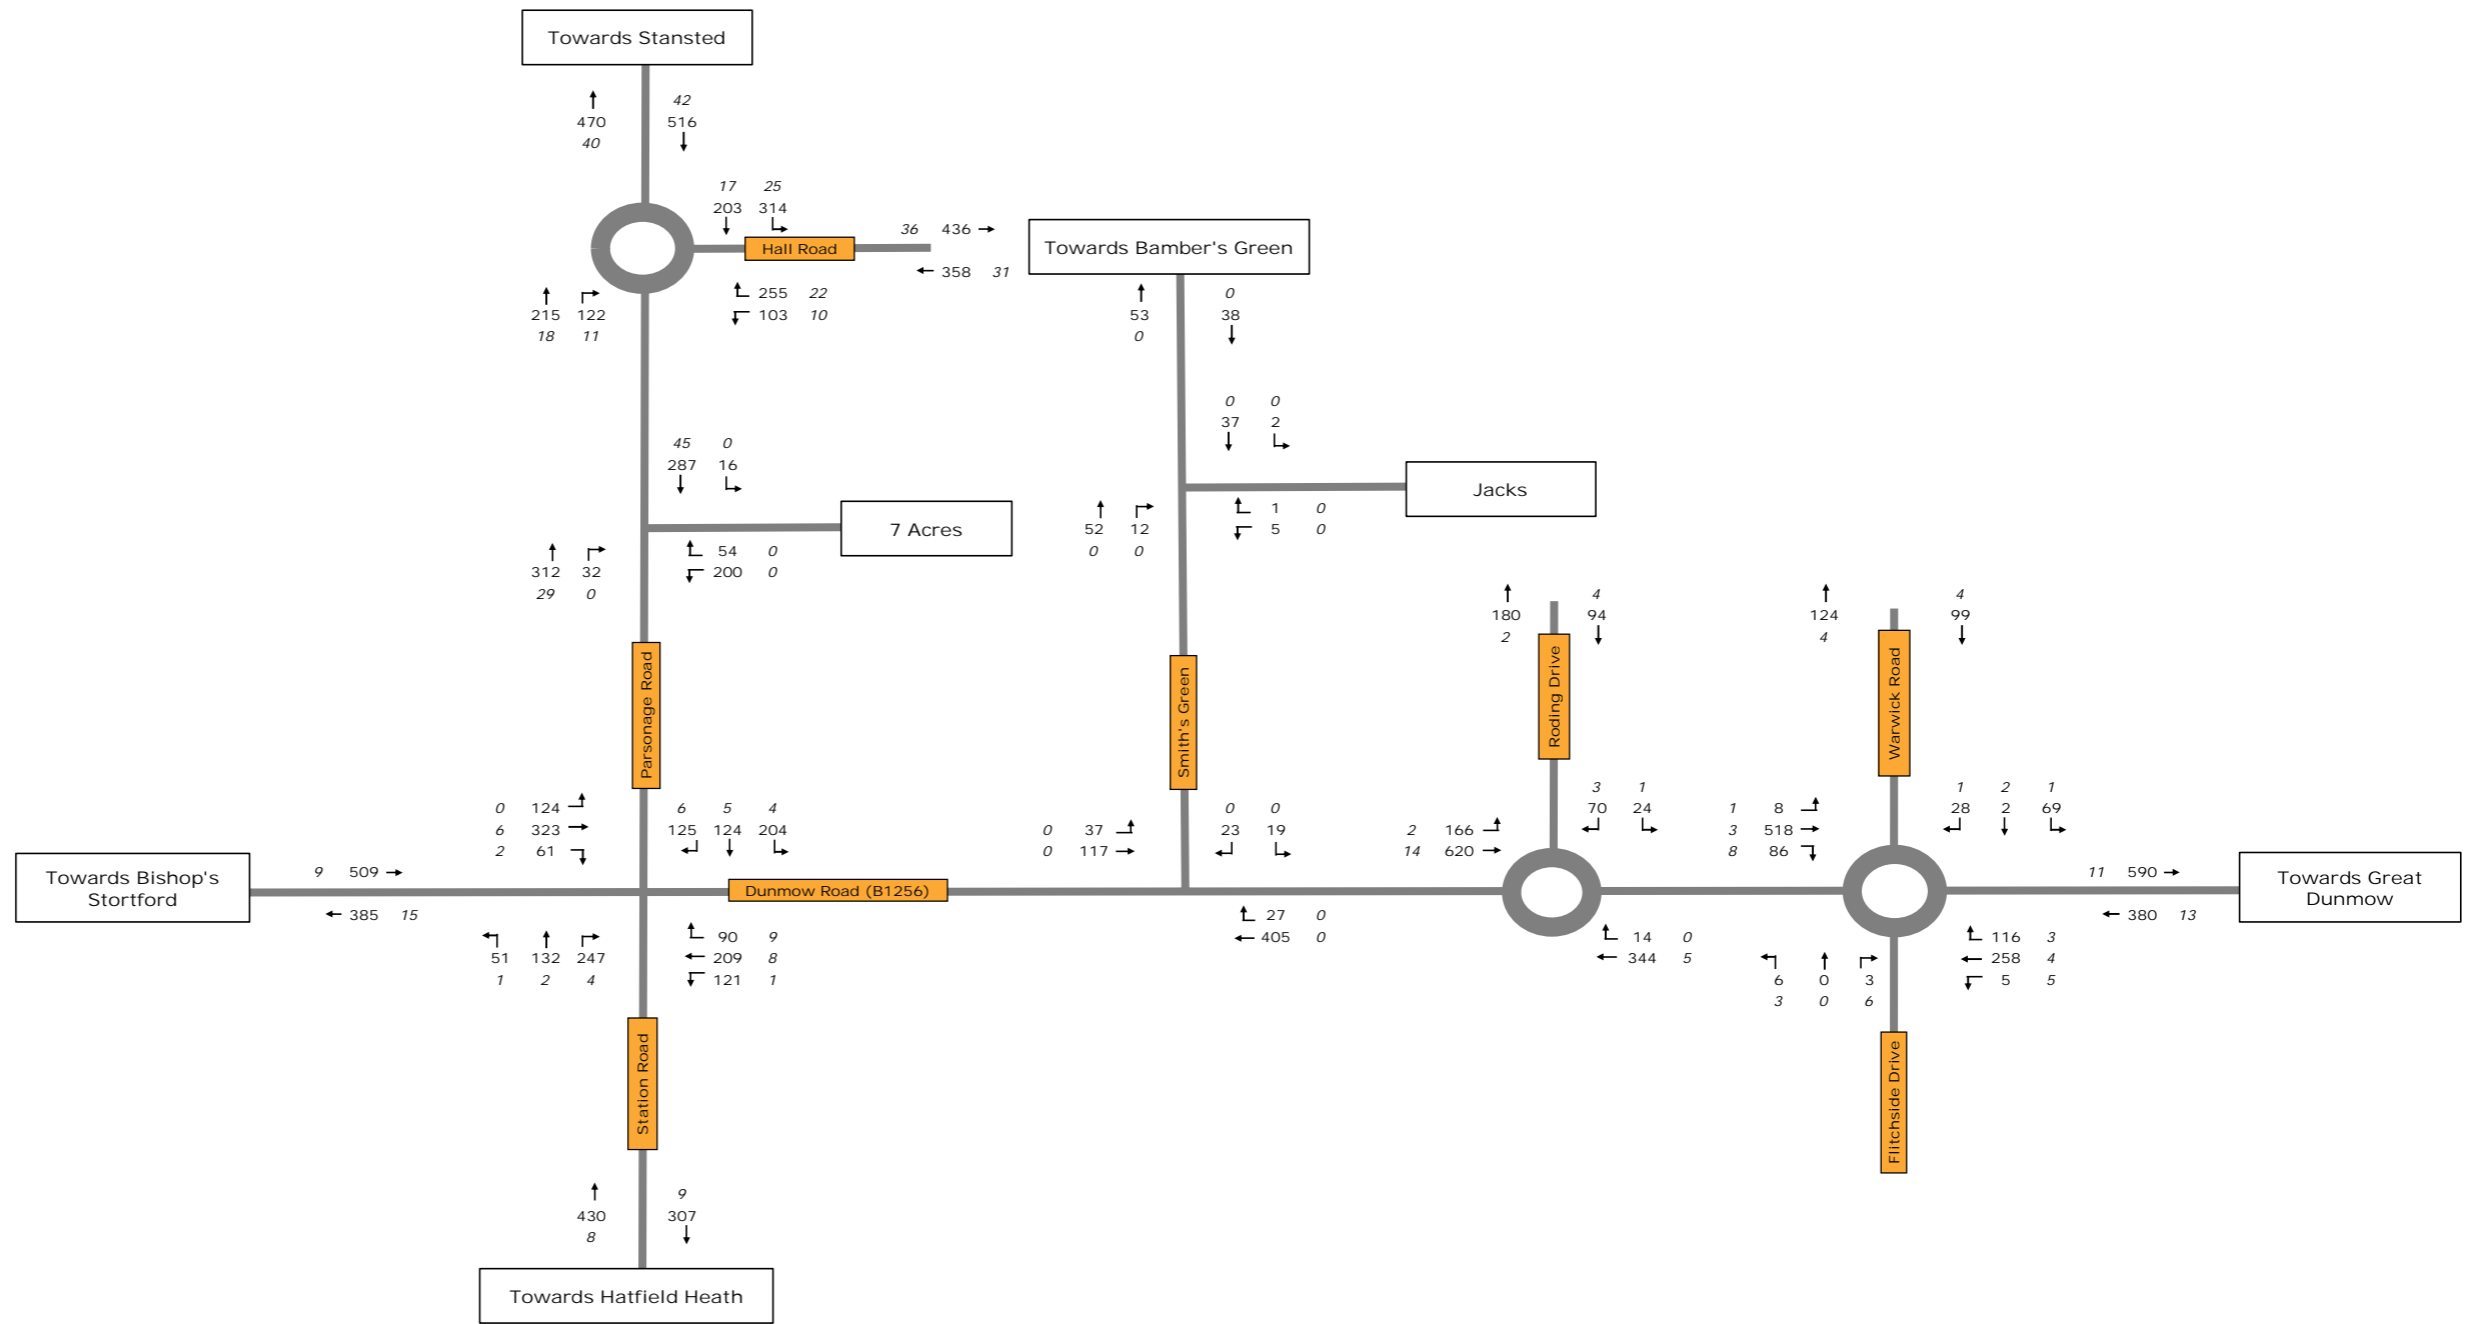 Towards Stansted
42
470 516
40
17 25
203 314
36 436
Hall Road
358 31
255 22
103 10
215 122
18 11
Towards Bamber's Green
0
53 38
0
0 0
37 2
Jacks
1 0
5 0
52 12
0 0
45 0
287 16
7 Acres
54 0
200 0
312 32
29 0
Parsonage Road
Smith's Green
4
180 94
2
Roding Drive
4
124 99
4
Warwick Road
0 124
6 323
2 61
6 5 4
125 124 204
0 37
0 117
0 0
23 19
2 166
14 620
3 1
70 24
1 8
3 518
8 86
1 2 1
28 2 69
Towards Bishop's
Stortford
9 509
385 15
Dunmow Road (B1256)
11 590
380 13
Towards Great
Dunmow
51 132 247
1 2 4
90 9
209 8
121 1
27 0
405 0
14 0
344 5
6 0 3
3 0 6
116 3
258 4
5 5
Station Road
Flitchside Drive
9
430 307
8
Towards Hatfield Heath